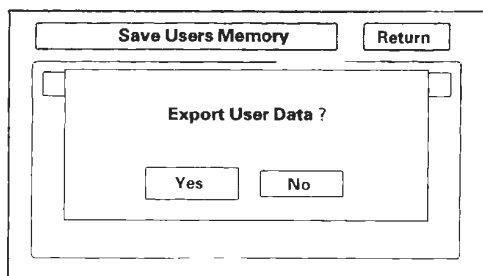 Save Users Memory Return
Export User Data ?
Yes No